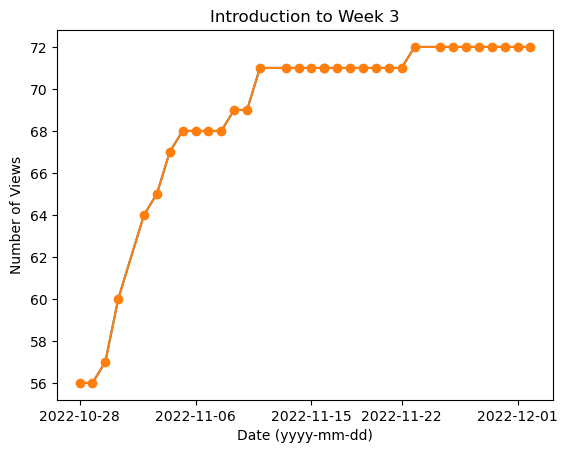 Introduction to Week 3
Number of Views
72
70
68
66
64
62
60
58
56
2022-10-28 2022-11-06 2022-11-15 2022-11-22 2022-12-01
Date (yyyy-mm-dd)